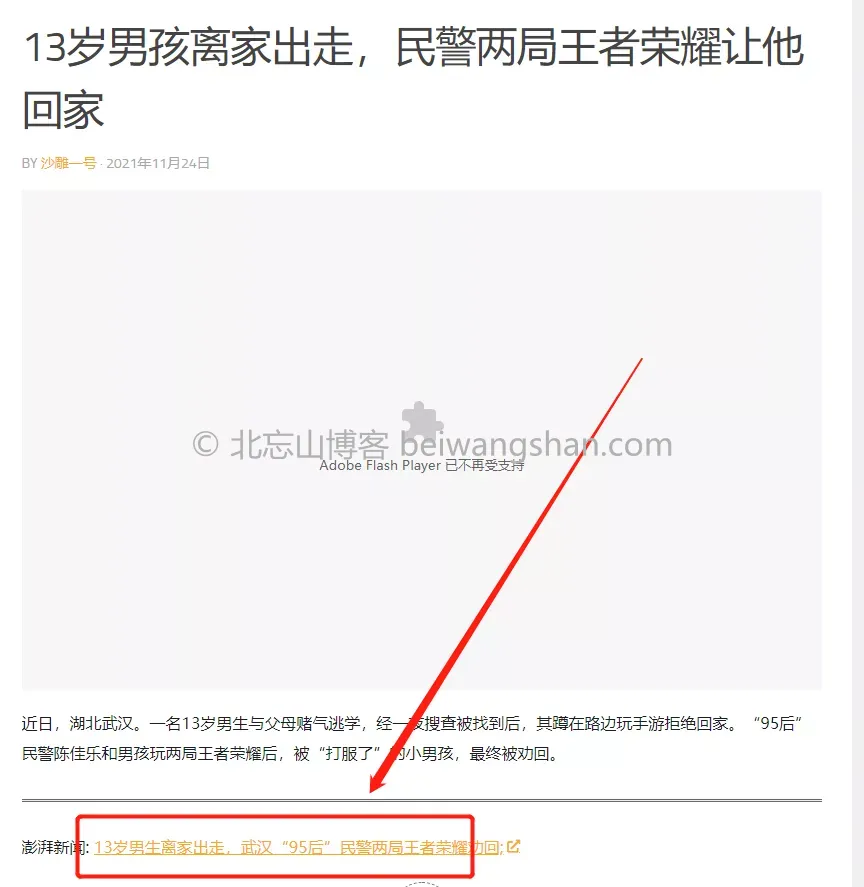 13岁男孩离家出走，民警两局王者荣耀让他
回家
BY 沙雕一号 · 2021年11月24日
© 北忘山博客 beiwangshan.com
Adobe Flash Player 已不再受支持
近日，湖北武汉。一名13岁男生与父母赌气逃学，经一夜搜查被找到后，其蹲在路边玩手游拒绝回家。“95后”
民警陈佳乐和男孩玩两局王者荣耀后，被“打服了”的小男孩，最终被劝回。
澎湃新闻: 13岁男生离家出走，武汉“95后”民警两局王者荣耀劝回;